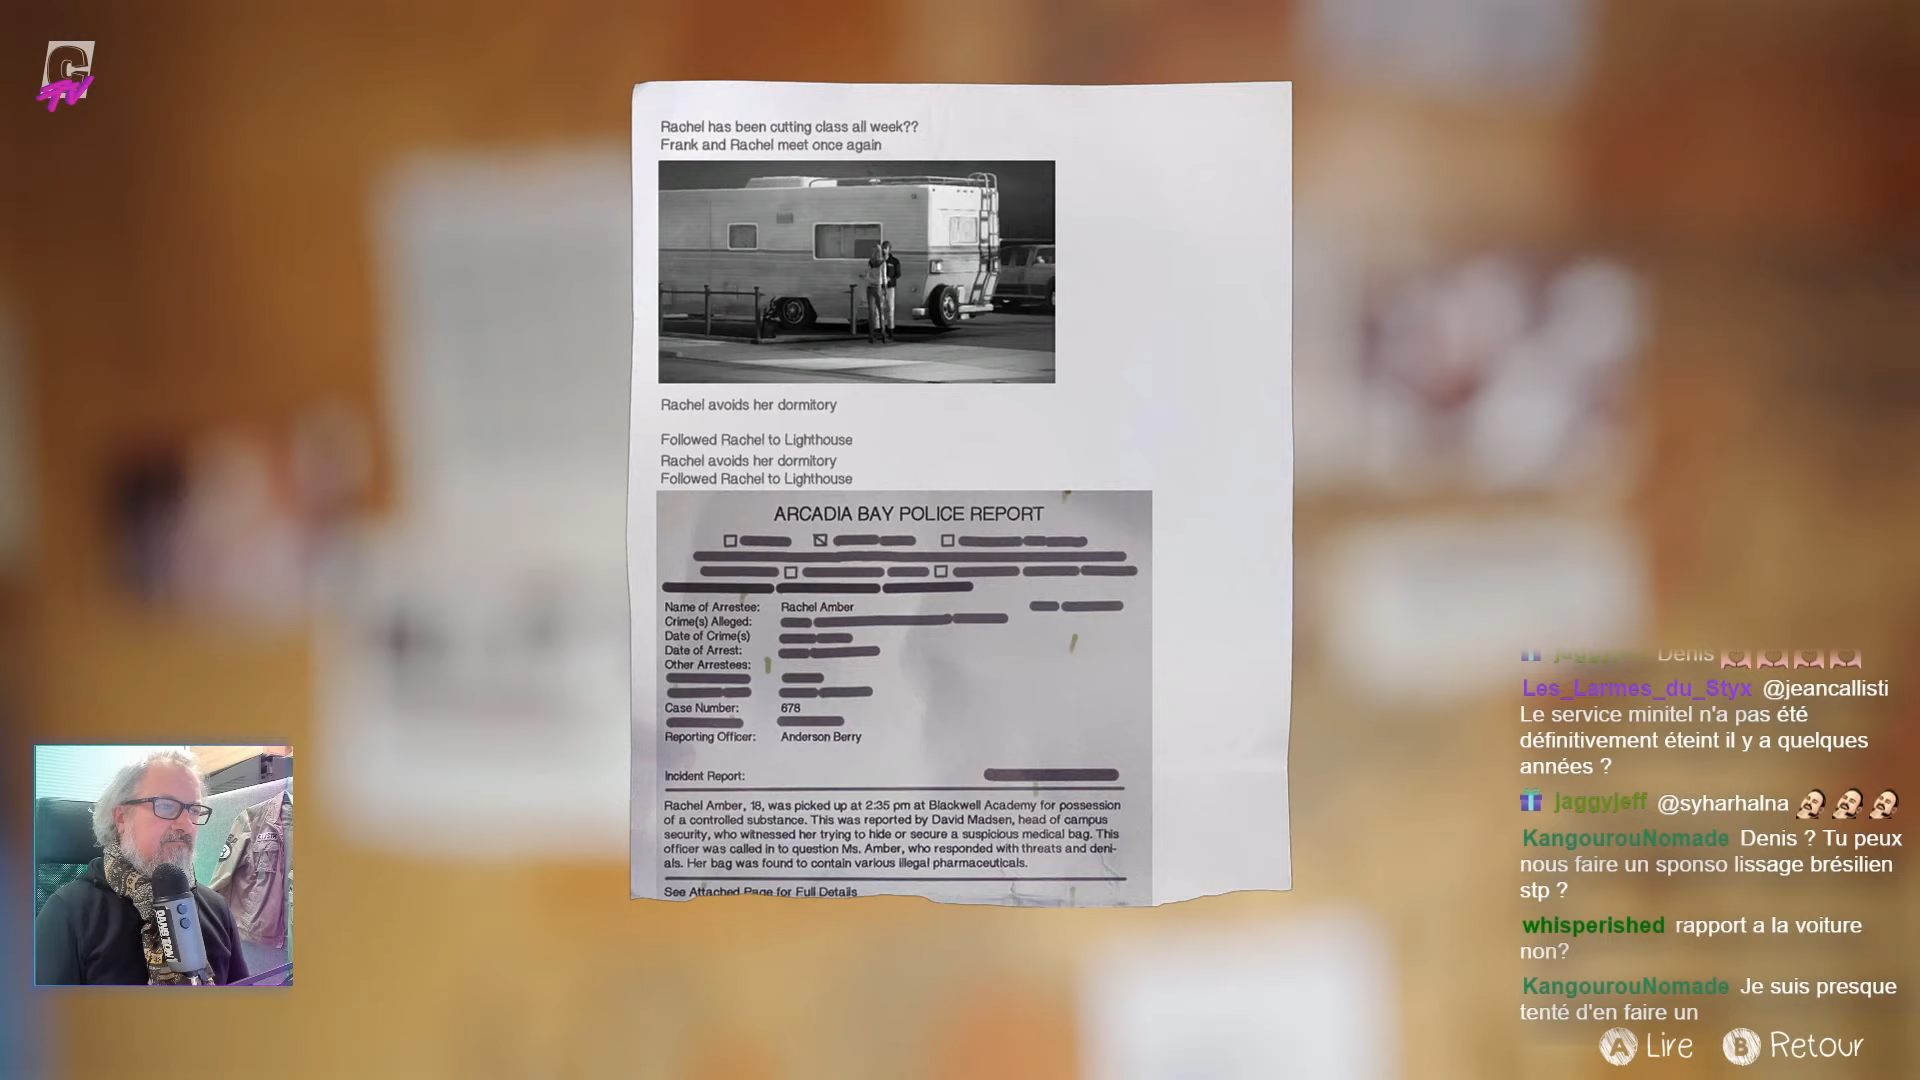 C
TV
Rachel has been cutting class all week??
Frank and Rachel meet once again
Rachel avoids her dormitory
Followed Rachel to Lighthouse
Rachel avoids her dormitory
Followed Rachel to Lighthouse
ARCADIA BAY POLICE REPORT
Name of Arrestee: Rachel Amber
Crime(s) Alleged:
Date of Crime(s)
Date of Arrest:
Other Arrestees:
Case Number: 678
Reporting Officer: Anderson Berry
Incident Report:
Rachel Amber, 18, was picked up at 2:35 pm at Blackwell Academy for possession
of a controlled substance. This was reported by David Madsen, head of campus
security, who witnessed her trying to hide or secure a suspicious medical bag. This
officer was called in to question Ms. Amber, who responded with threats and deni-
als. Her bag was found to contain various illegal pharmaceuticals.
See Attached Page for Full Details
Denis
Les_Larmes_du_Styx @jeancallisti
Le service minitel n'a pas été
définitivement éteint il y a quelques
années ?
jaggyjeff @syharhalna
KangourouNomade Denis ? Tu peux
nous faire un sponso lissage brésilien
stp ?
whisperished rapport a la voiture
non?
KangourouNomade Je suis presque
tenté d'en faire un
A Lire B Retour